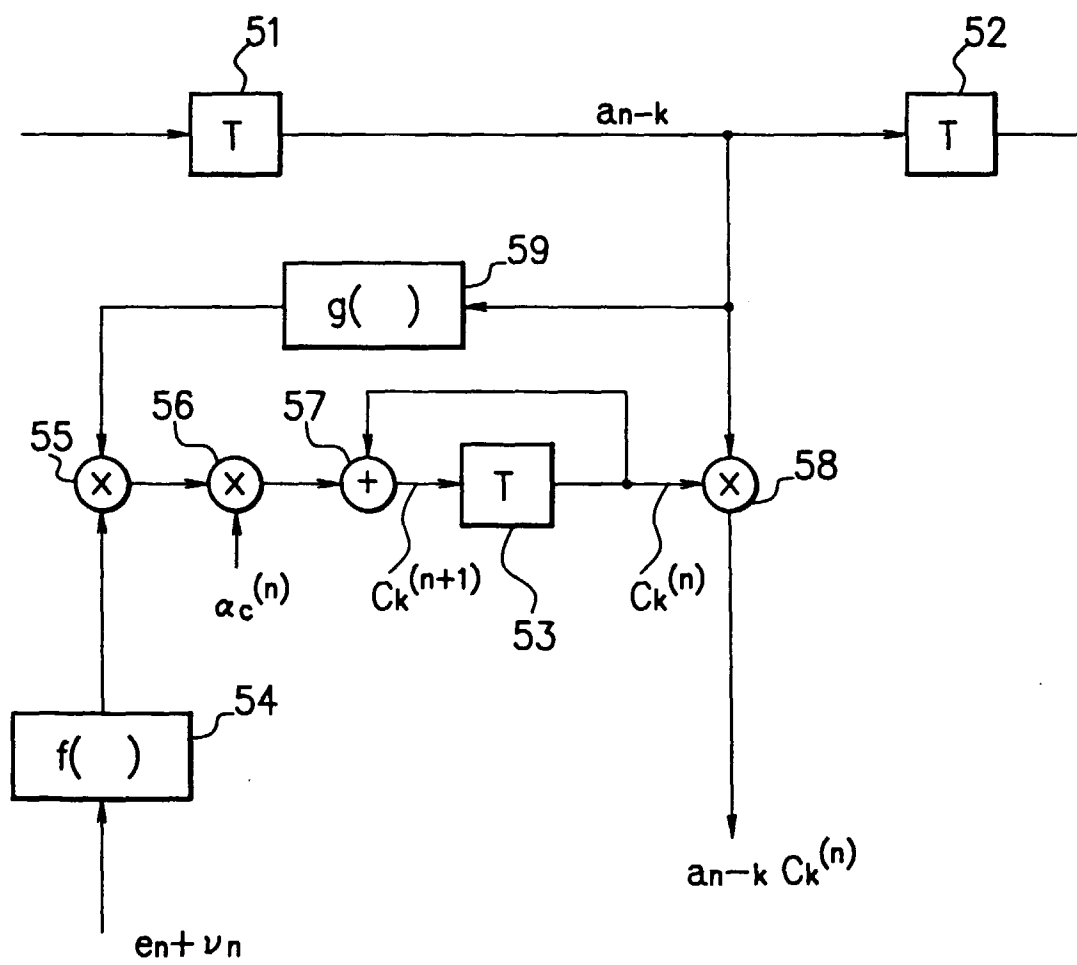 51
52
T
an-k
T
59
g( )
56
57
55
×
×
+
T
×
58
Ck(n+1)
Ck(n)
αc(n)
53
54
f( )
an-k Ck(n)
en+νn